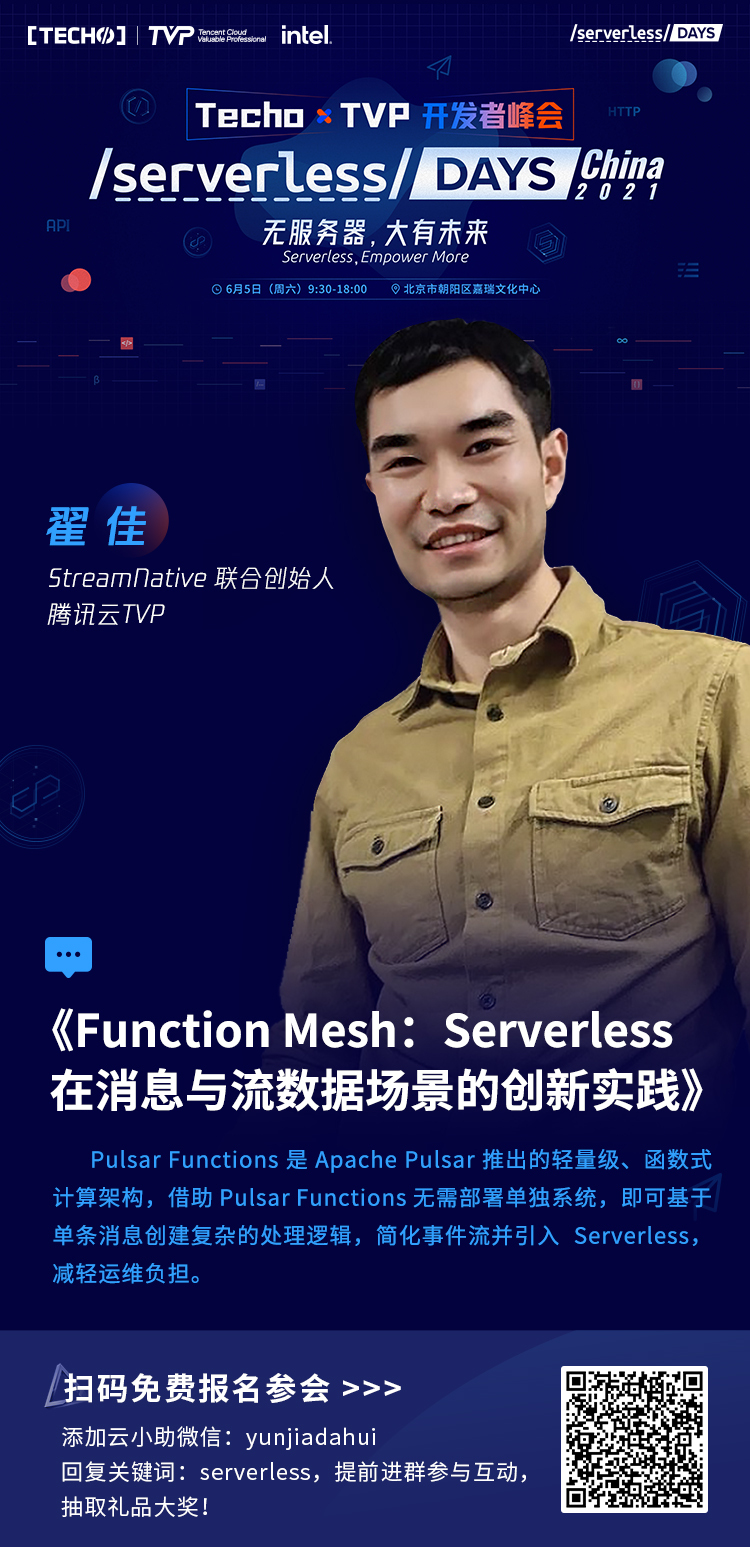 [TECHO] TVP Tencent Cloud Valuable Professional intel. /serverless/DAYS
Techo × TVP 开发者峰会
HTTP
/serverless/DAYS China 2021
API
无服务器，大有未来
Serverless, Empower More
6月5日（周六）9:30-18:00 北京市朝阳区嘉瑞文化中心
翟佳
StreamNative 联合创始人
腾讯云TVP
《Function Mesh：Serverless
在消息与流数据场景的创新实践》
Pulsar Functions 是 Apache Pulsar 推出的轻量级、函数式
计算架构，借助 Pulsar Functions 无需部署单独系统，即可基于
单条消息创建复杂的处理逻辑，简化事件流并引入 Serverless，
减轻运维负担。
扫码免费报名参会 >>>
添加云小助微信：yunjiadahui
回复关键词：serverless，提前进群参与互动，
抽取礼品大奖！